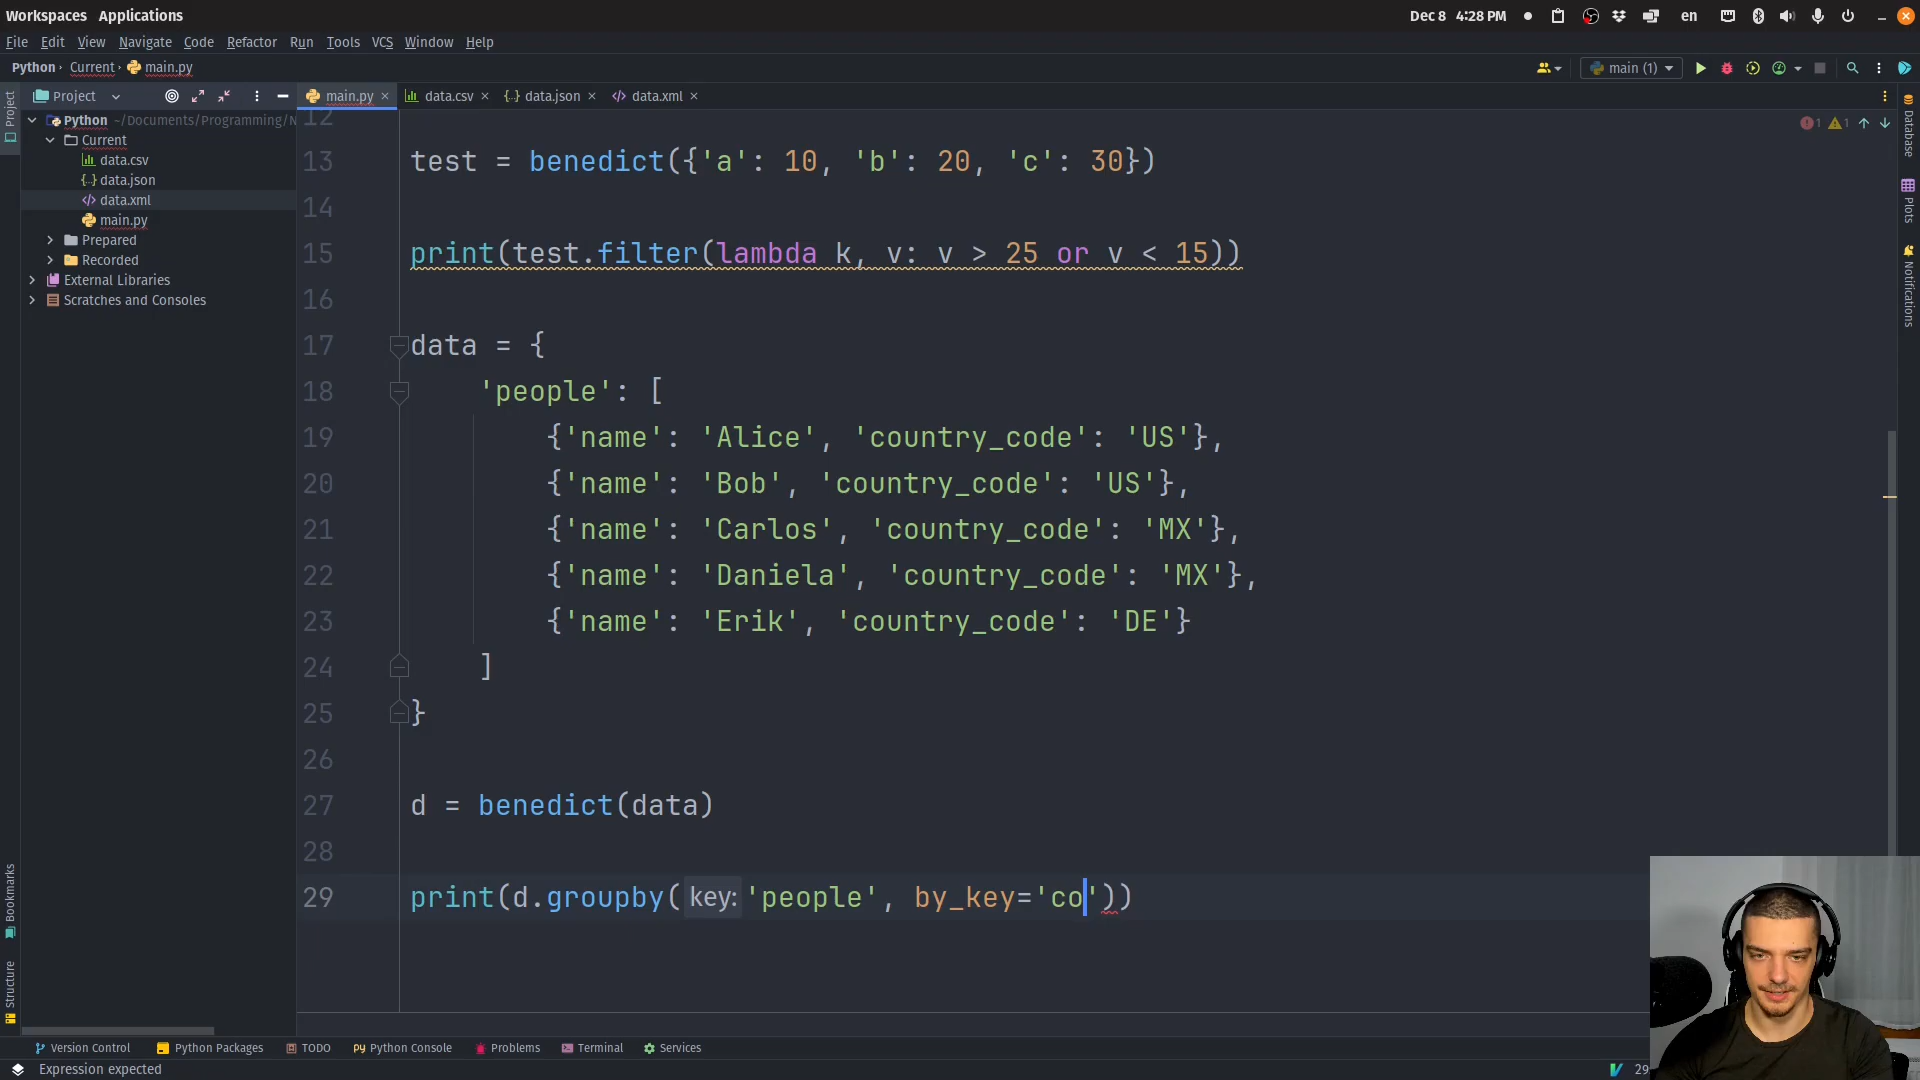 Workspaces Applications
Dec 8 4:28 PM
en
File Edit View Navigate Code Refactor Run Tools VCS Window Help
Python Current main.py
main (1)
Project
main.py
data.csv
data.json
data.xml
Python ~/Documents/Programming/N
Current
data.csv
data.json
data.xml
main.py
Prepared
Recorded
External Libraries
Scratches and Consoles
Project
Bookmarks
Structure
1 1
Database
Plots
Notifications
12
13 test = benedict({'a': 10, 'b': 20, 'c': 30})
14
15 print(test.filter(lambda k, v: v > 25 or v < 15))
16
17 data = {
18 'people': [
19 {'name': 'Alice', 'country_code': 'US'},
20 {'name': 'Bob', 'country_code': 'US'},
21 {'name': 'Carlos', 'country_code': 'MX'},
22 {'name': 'Daniela', 'country_code': 'MX'},
23 {'name': 'Erik', 'country_code': 'DE'}
24 ]
25 }
26
27 d = benedict(data)
28
29 print(d.groupby(key: 'people', by_key='co'))
Version Control Python Packages TODO Python Console Problems Terminal Services
Expression expected
29